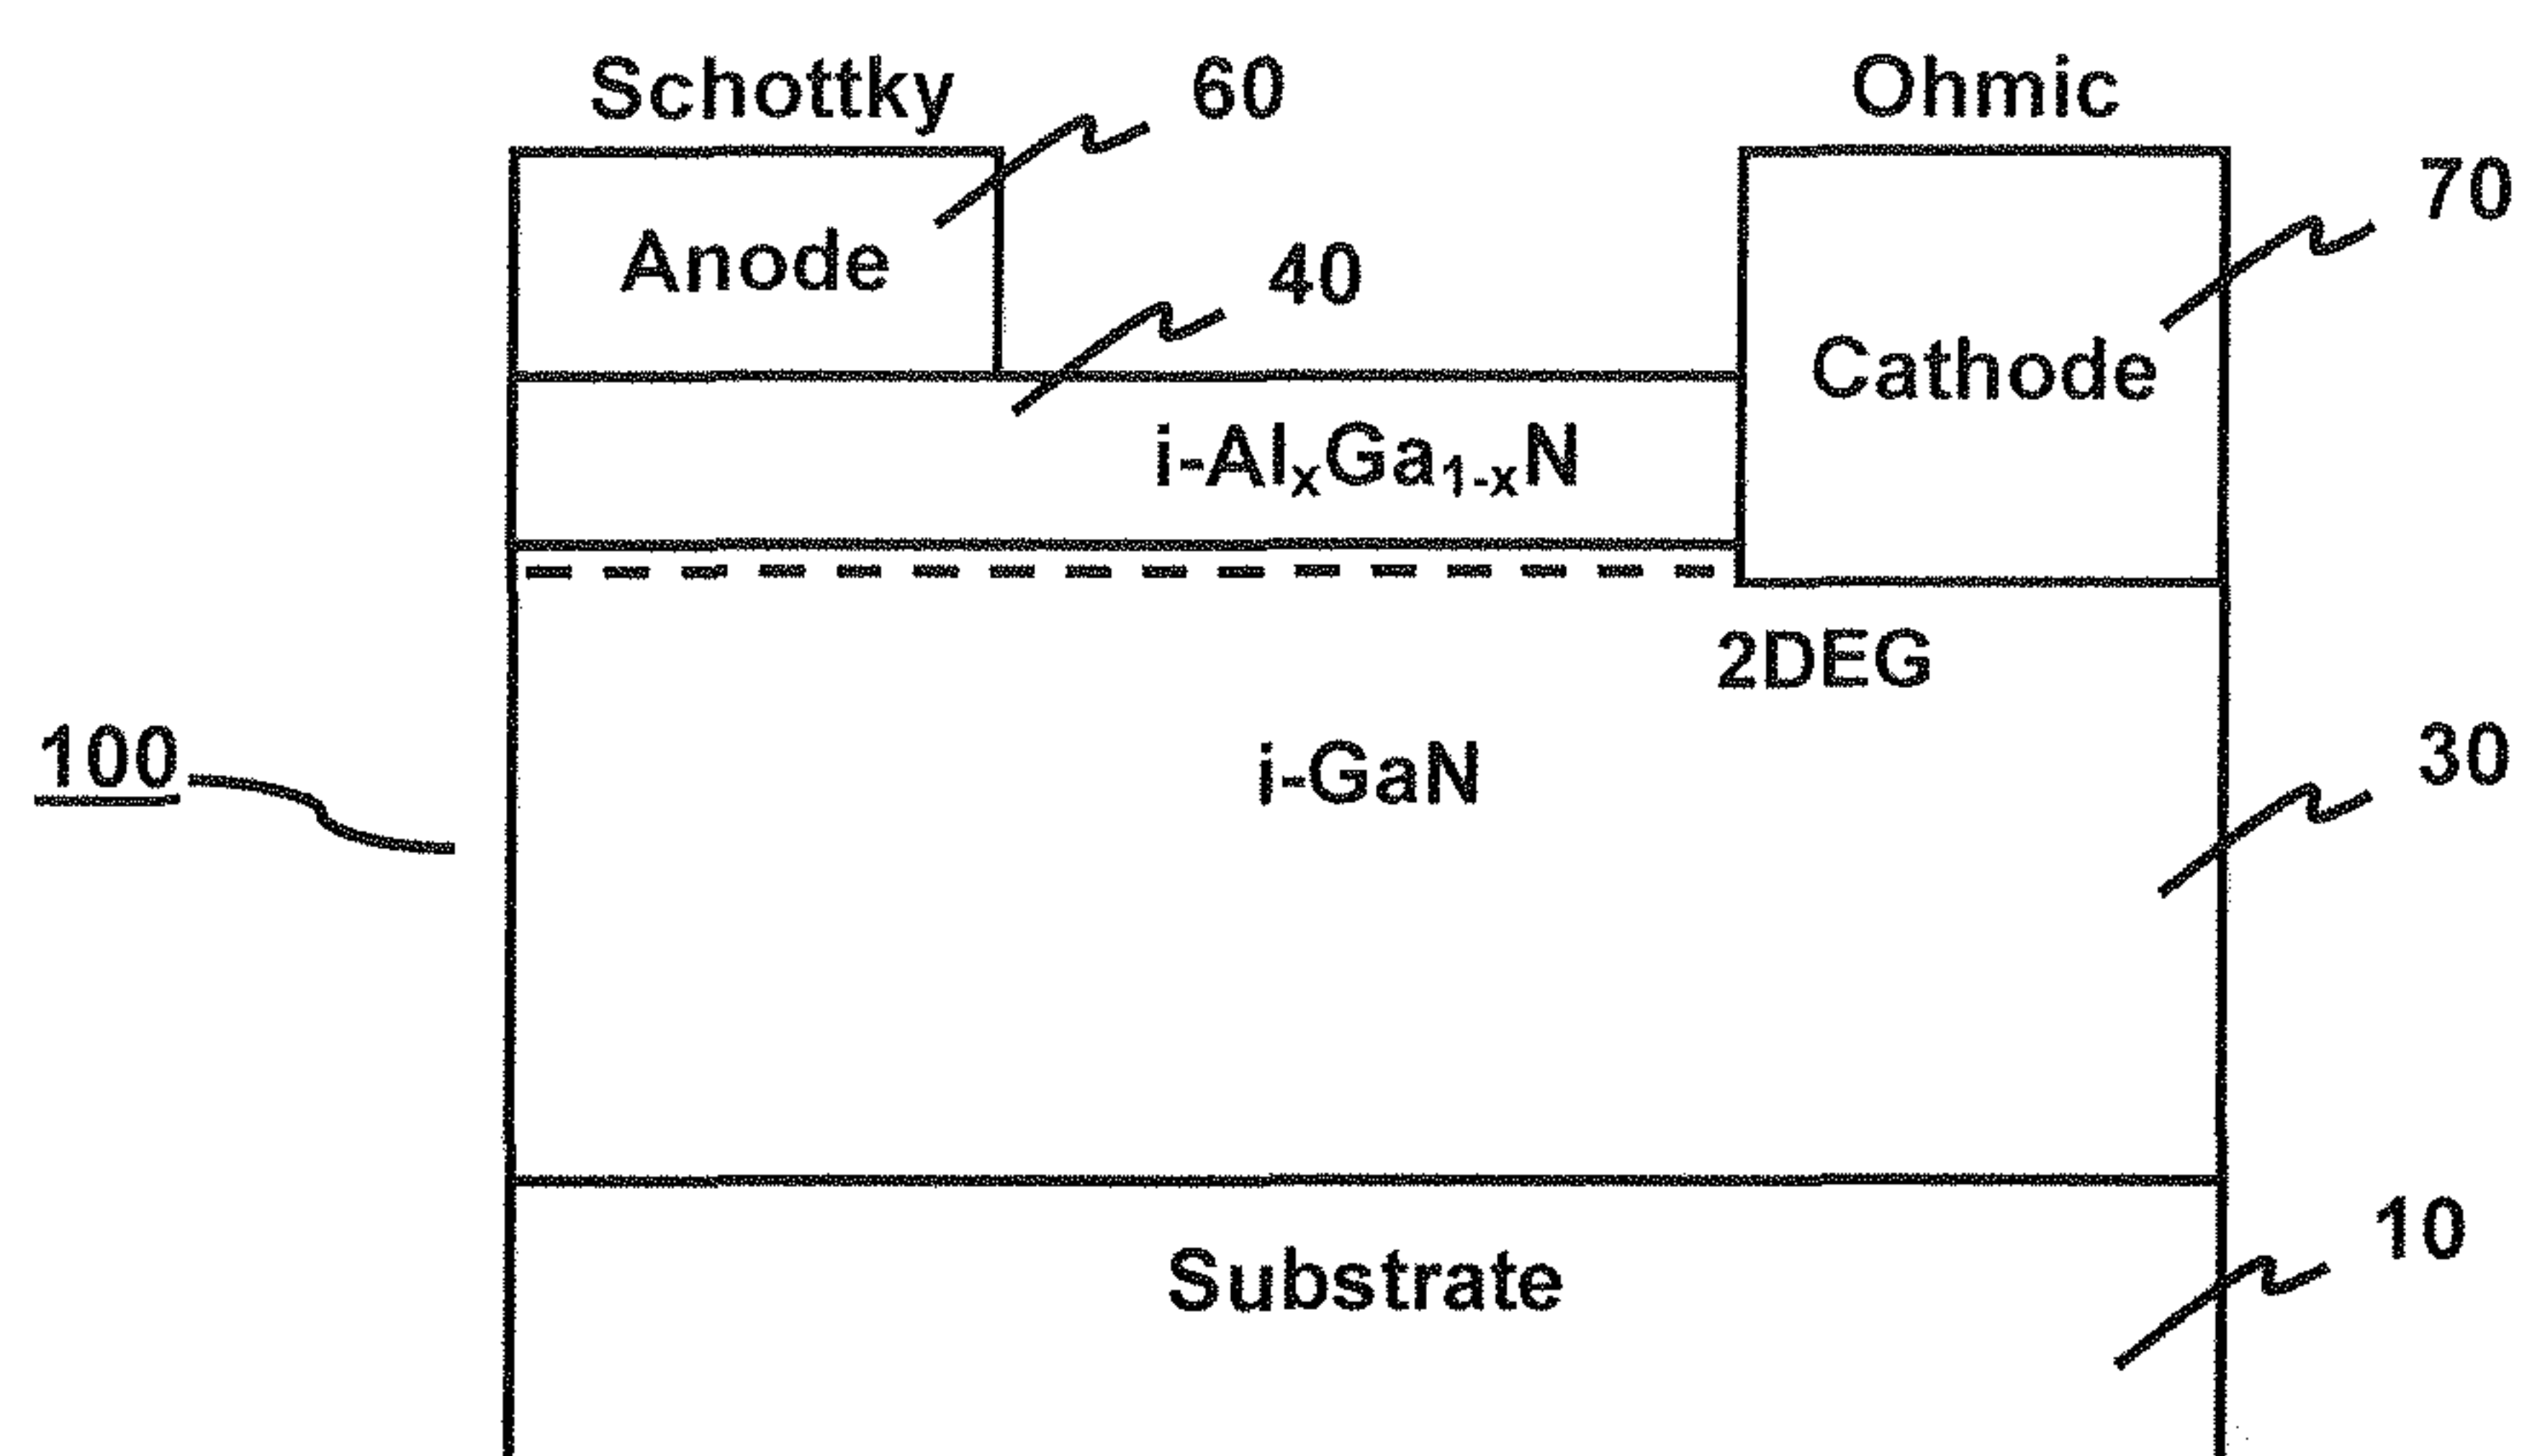 Schottky 60 Ohmic
70
Anode 40
Cathode
i-AlₓGa₁₋ₓN
2DEG
100 i-GaN 30
10
Substrate